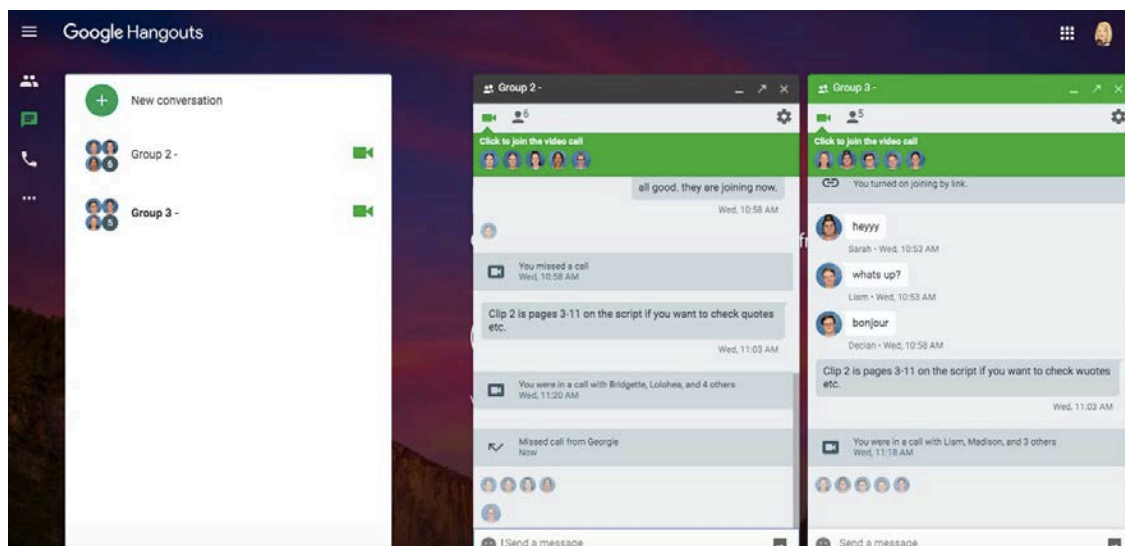 Google Hangouts
New conversation
Group 2 -
6
Group 3 -
5
Group 2 -
6
Click to join the video call
all good. they are joining now.
Wed, 10:58 AM
You missed a call
Wed, 10:58 AM
Clip 2 is pages 3-11 on the script if you want to check quotes
etc.
Wed, 11:03 AM
You were in a call with Bridgette, Lolohea, and 4 others
Wed, 11:20 AM
Missed call from Georgie
Now
Send a message
Group 3 -
5
Click to join the video call
You turned on joining by link.
heyyy
Sarah • Wed, 10:53 AM
whats up?
Liam • Wed, 10:53 AM
bonjour
Declan • Wed, 10:58 AM
Clip 2 is pages 3-11 on the script if you want to check wuotes
etc.
Wed, 11:03 AM
You were in a call with Liam, Madison, and 3 others
Wed, 11:18 AM
Send a message